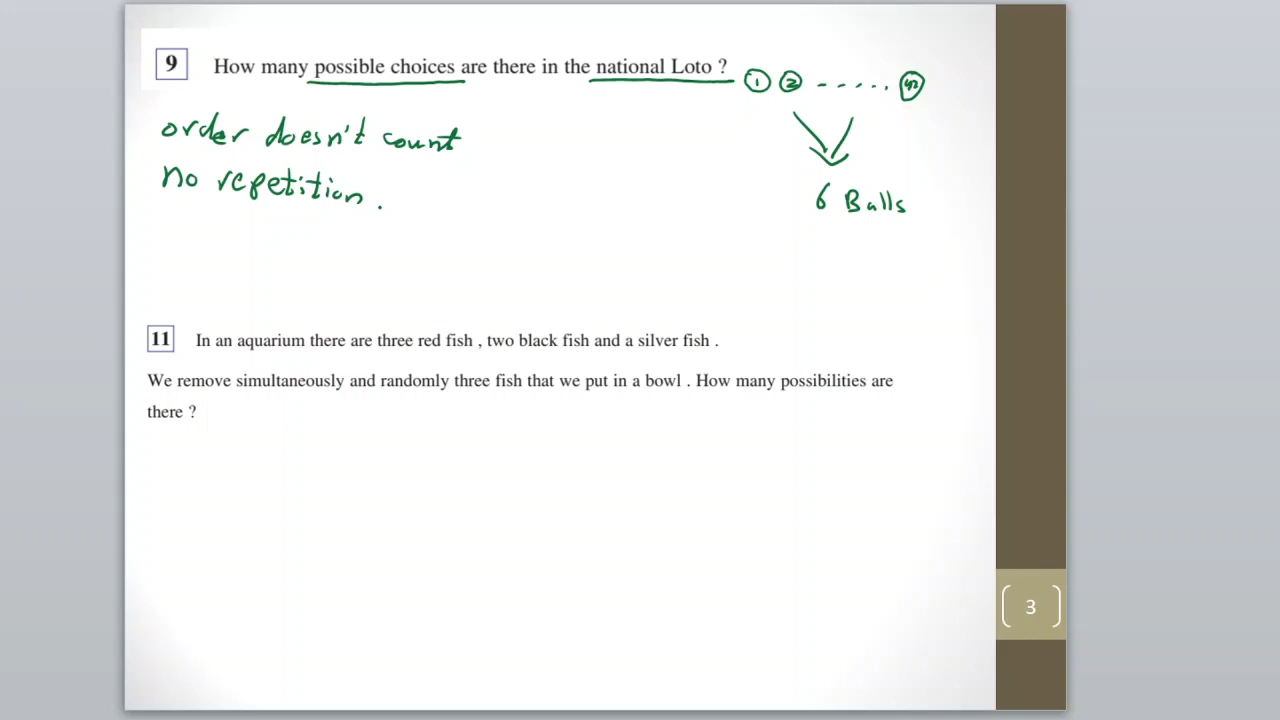 9 How many possible choices are there in the national Loto ? 1 2 ...... 42
order doesn't count
no repetition .
6 Balls
11 In an aquarium there are three red fish , two black fish and a silver fish .
We remove simultaneously and randomly three fish that we put in a bowl . How many possibilities are
there ?
3